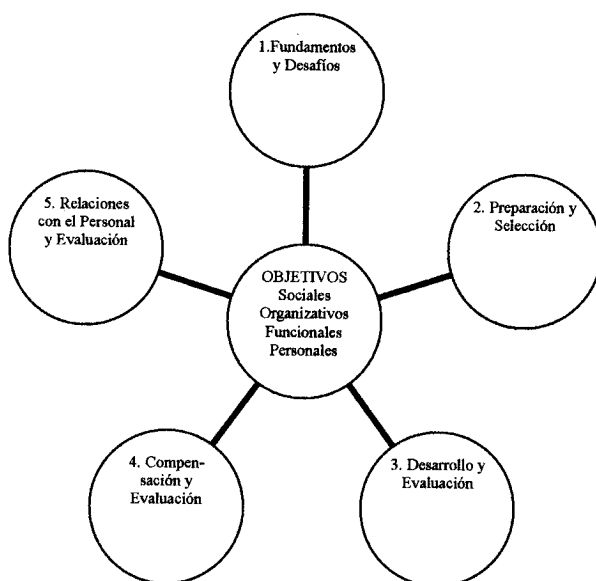 1.Fundamentos
y Desafíos
2. Preparación y
Selección
3. Desarrollo y
Evaluación
4. Compen-
sación y
Evaluación
5. Relaciones
con el Personal
y Evaluación
OBJETIVOS
Sociales
Organizativos
Funcionales
Personales